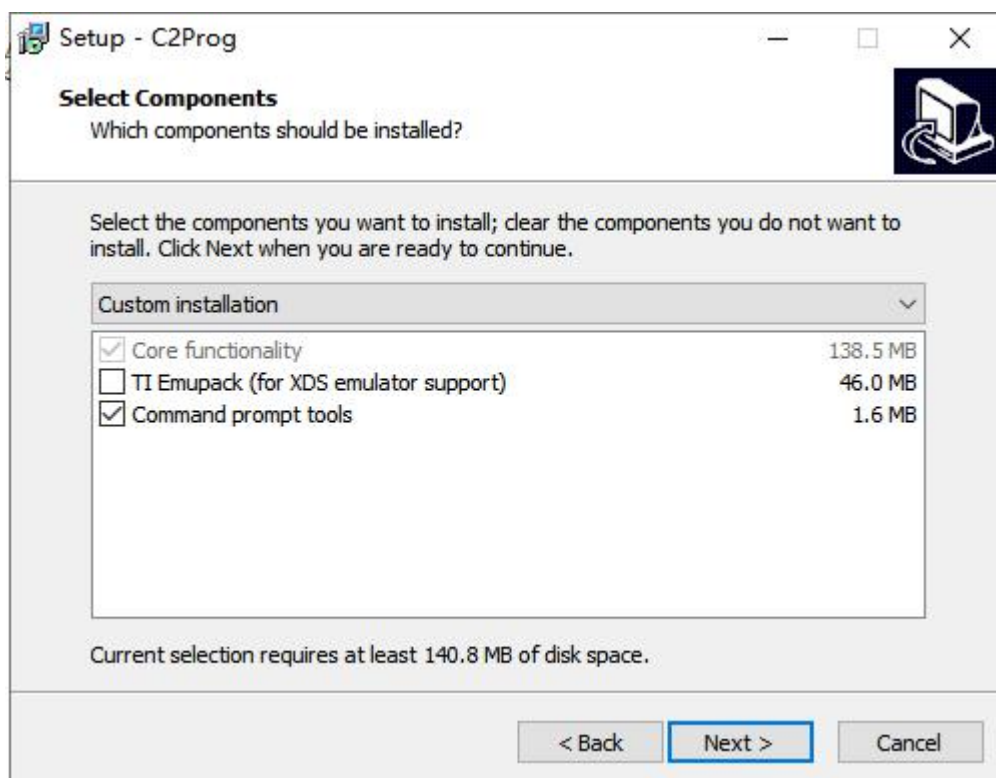 Setup - C2Prog
Select Components
Which components should be installed?
Select the components you want to install; clear the components you do not want to
install. Click Next when you are ready to continue.
Custom installation
Core functionality 138.5 MB
TI Emupack (for XDS emulator support) 46.0 MB
Command prompt tools 1.6 MB
Current selection requires at least 140.8 MB of disk space.
< Back Next > Cancel